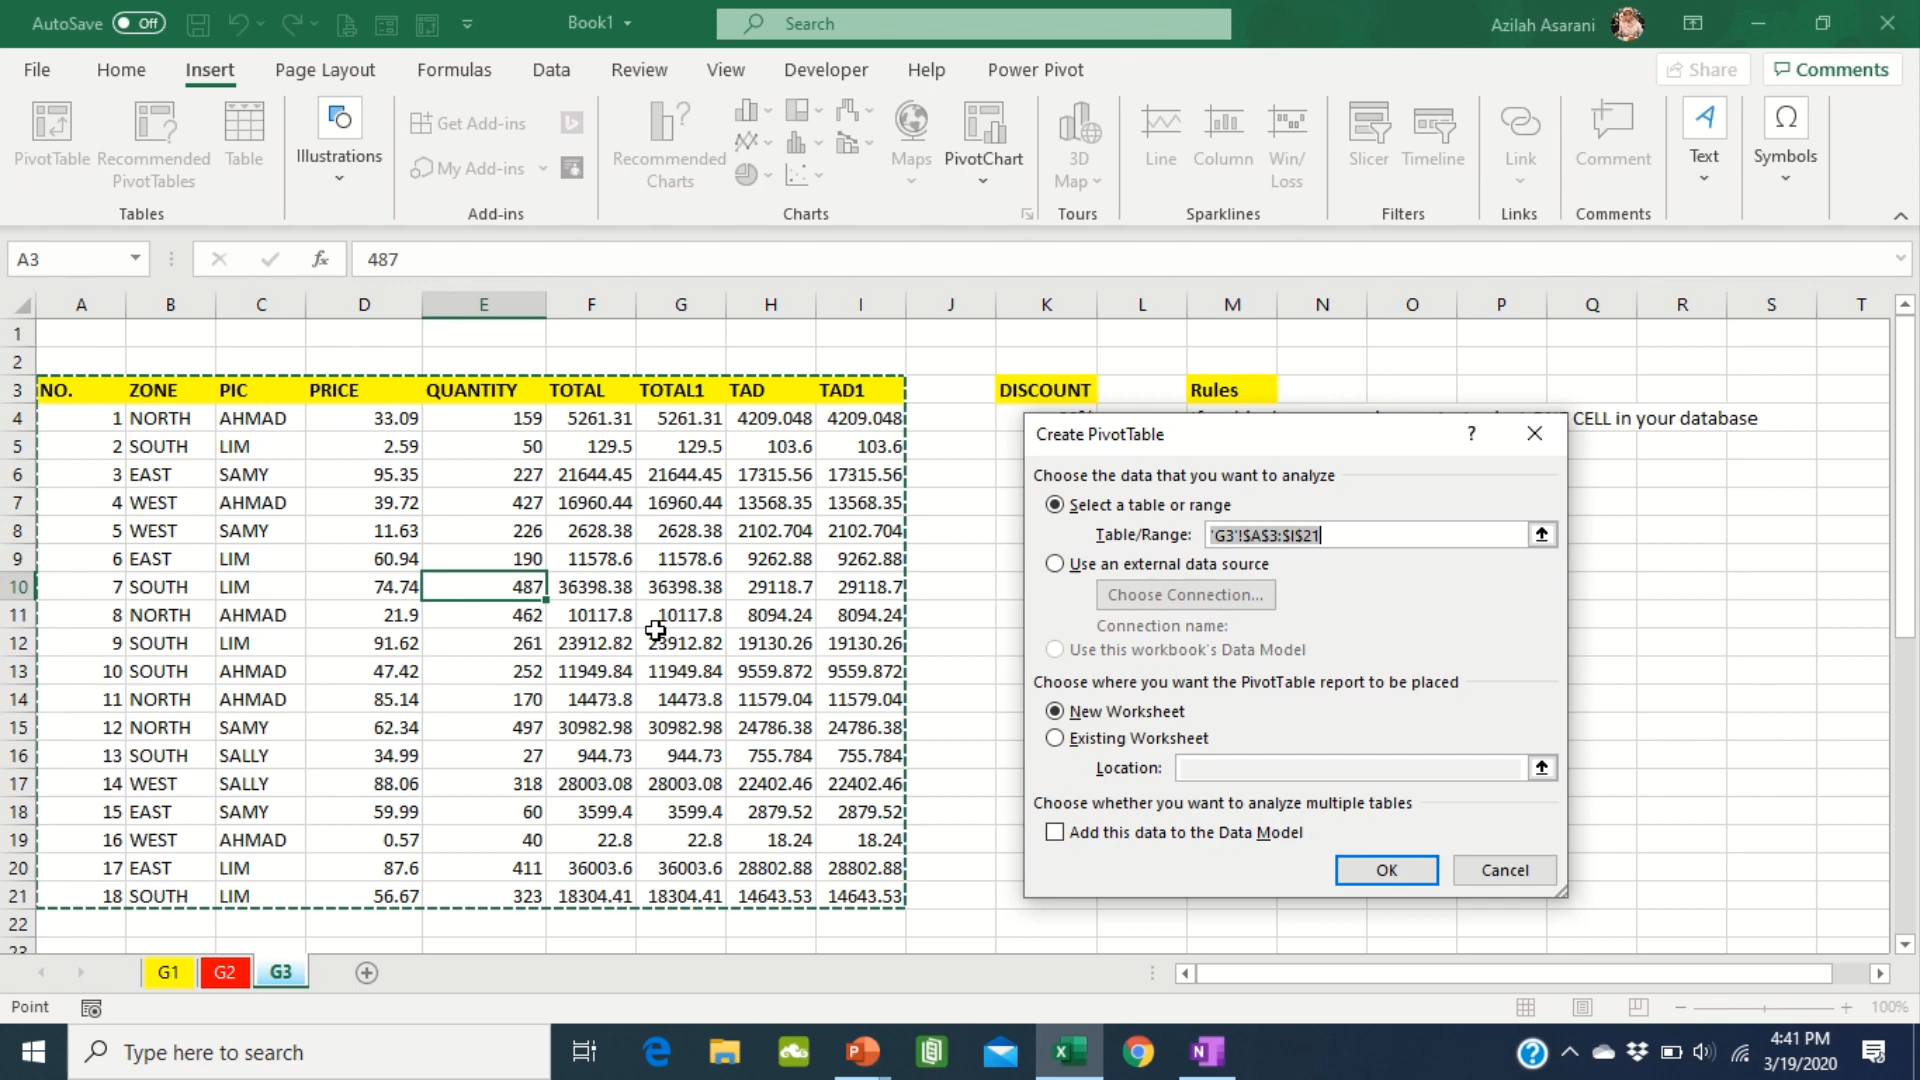 AutoSave Off Book1 Search Azilah Asarani
File Home Insert Page Layout Formulas Data Review View Developer Help Power Pivot Share Comments
PivotTable Recommended PivotTables Table
Tables
Illustrations
Get Add-ins
My Add-ins
Add-ins
Recommended Charts
Maps
PivotChart
Charts
3D Map
Tours
Line Column Win/Loss
Sparklines
Slicer Timeline
Filters
Link
Links
Comment
Comments
Text
Symbols
A3 fx 487
A B C D E F G H I J K L M N O P Q R S T
1
2
3 NO. ZONE PIC PRICE QUANTITY TOTAL TOTAL1 TAD TAD1 DISCOUNT Rules
4 1 NORTH AHMAD 33.09 159 5261.31 5261.31 4209.048 4209.048 CELL in your database
5 2 SOUTH LIM 2.59 50 129.5 129.5 103.6 103.6
6 3 EAST SAMY 95.35 227 21644.45 21644.45 17315.56 17315.56
7 4 WEST AHMAD 39.72 427 16960.44 16960.44 13568.35 13568.35
8 5 WEST SAMY 11.63 226 2628.38 2628.38 2102.704 2102.704
9 6 EAST LIM 60.94 190 11578.6 11578.6 9262.88 9262.88
10 7 SOUTH LIM 74.74 487 36398.38 36398.38 29118.7 29118.7
11 8 NORTH AHMAD 21.9 462 10117.8 10117.8 8094.24 8094.24
12 9 SOUTH LIM 91.62 261 23912.82 23912.82 19130.26 19130.26
13 10 SOUTH AHMAD 47.42 252 11949.84 11949.84 9559.872 9559.872
14 11 NORTH AHMAD 85.14 170 14473.8 14473.8 11579.04 11579.04
15 12 NORTH SAMY 62.34 497 30982.98 30982.98 24786.38 24786.38
16 13 SOUTH SALLY 34.99 27 944.73 944.73 755.784 755.784
17 14 WEST SALLY 88.06 318 28003.08 28003.08 22402.46 22402.46
18 15 EAST SAMY 59.99 60 3599.4 3599.4 2879.52 2879.52
19 16 WEST AHMAD 0.57 40 22.8 22.8 18.24 18.24
20 17 EAST LIM 87.6 411 36003.6 36003.6 28802.88 28802.88
21 18 SOUTH LIM 56.67 323 18304.41 18304.41 14643.53 14643.53
22
23
Create PivotTable ?
Choose the data that you want to analyze
Select a table or range
Table/Range: 'G3'!$A$3:$I$21
Use an external data source
Choose Connection...
Connection name:
Use this workbook's Data Model
Choose where you want the PivotTable report to be placed
New Worksheet
Existing Worksheet
Location:
Choose whether you want to analyze multiple tables
Add this data to the Data Model
OK Cancel
G1 G2 G3
Point 100%
Type here to search
4:41 PM
3/19/2020